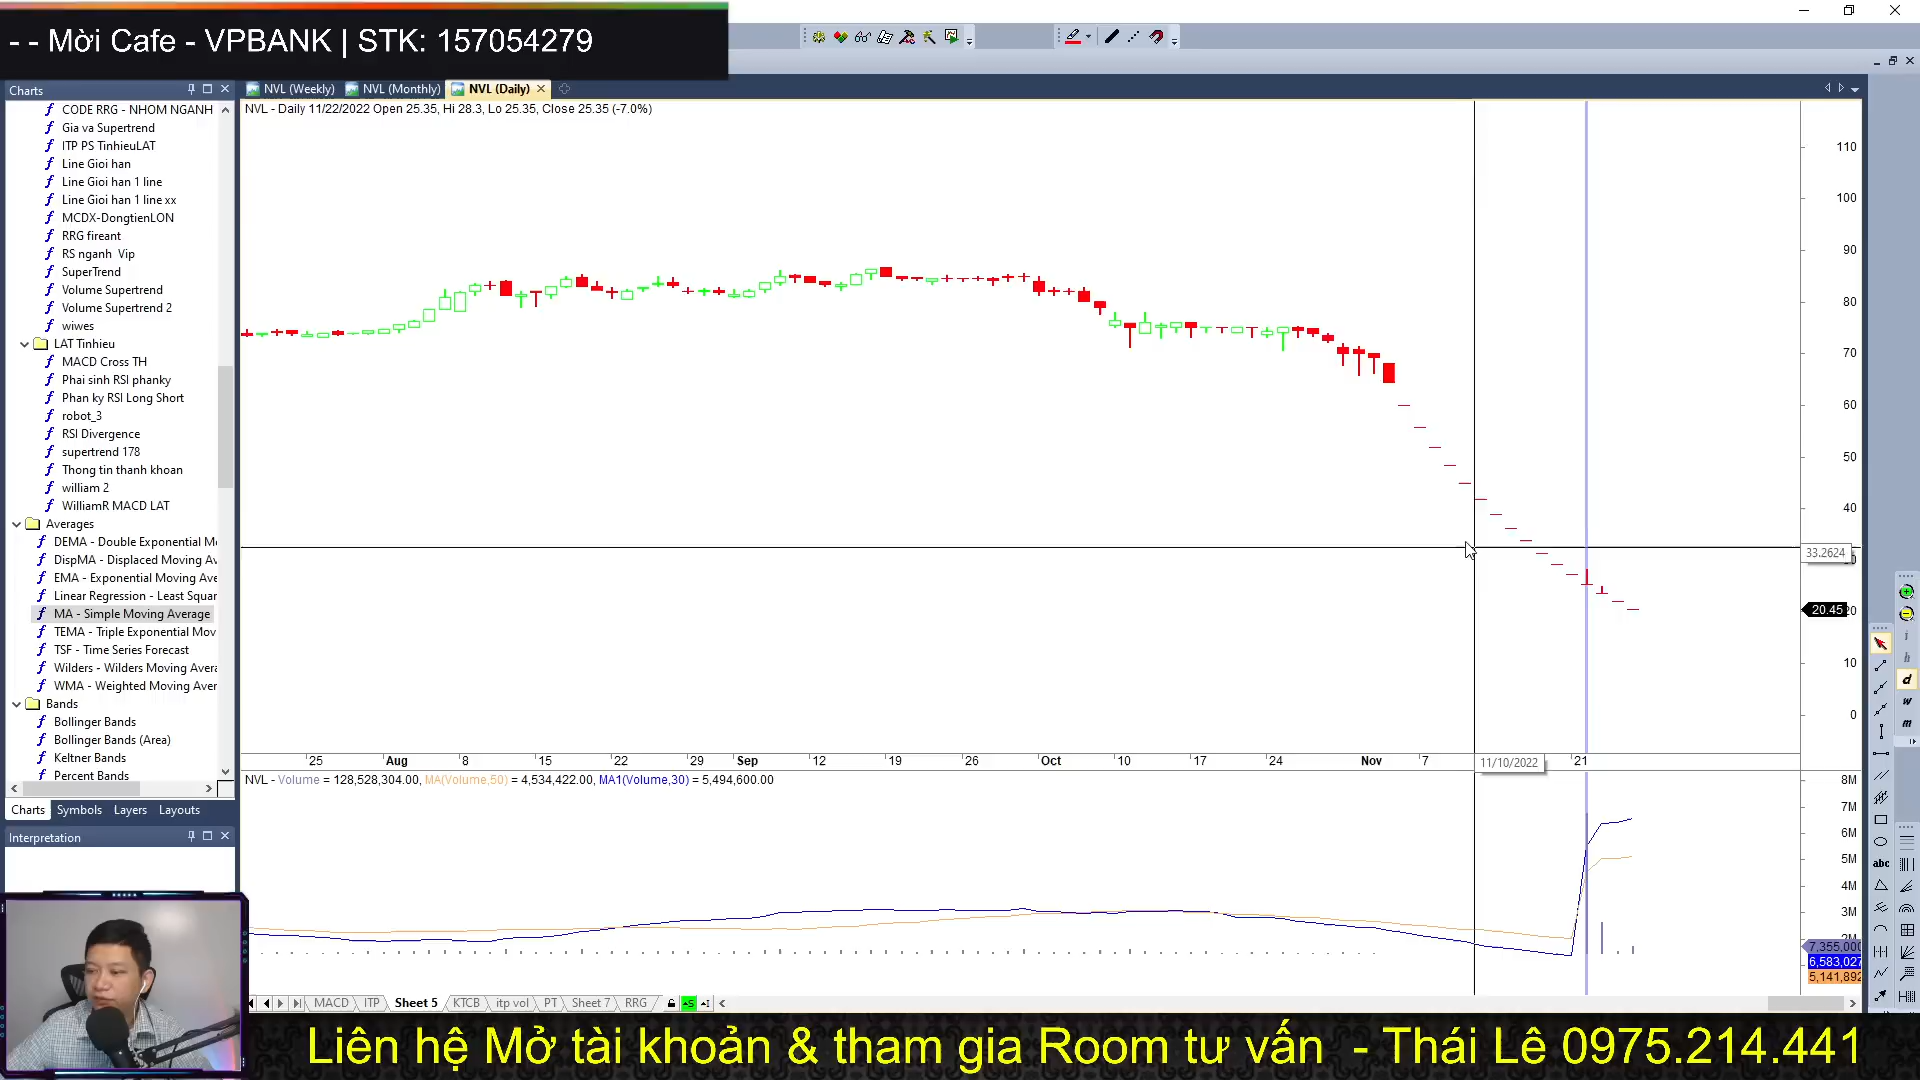 - - Mời Cafe - VPBANK | STK: 157054279
Charts
CODE RRG - NHOM NGANH
Gia va Supertrend
ITP PS TinhieuLAT
Line Gioi han
Line Gioi han 1 line
Line Gioi han 1 line xx
MCDX-DongtienLON
RRG fireant
RS nganh Vip
SuperTrend
Volume Supertrend
Volume Supertrend 2
wiwes
LAT Tinhieu
MACD Cross TH
Phai sinh RSI phanky
Phan ky RSI Long Short
robot_3
RSI Divergence
supertrend 178
Thong tin thanh khoan
william 2
WilliamR MACD LAT
Averages
DEMA - Double Exponential M
DispMA - Displaced Moving Av
EMA - Exponential Moving Ave
Linear Regression - Least Squar
MA - Simple Moving Average
TEMA - Triple Exponential Mov
TSF - Time Series Forecast
Wilders - Wilders Moving Avera
WMA - Weighted Moving Aver
Bands
Bollinger Bands
Bollinger Bands (Area)
Keltner Bands
Percent Bands
Charts Symbols Layers Layouts
Interpretation
NVL (Weekly) NVL (Monthly) NVL (Daily)
NVL - Daily 11/22/2022 Open 25.35, Hi 28.3, Lo 25.35, Close 25.35 (-7.0%)
110
100
90
80
70
60
50
40
33.2624
20.45
20
10
0
25 Aug 8 15 22 29 Sep 12 19 26 Oct 10 17 24 Nov 7 11/10/2022 21
NVL - Volume = 128,528,304.00, MA(Volume,50) = 4,534,422.00, MA1(Volume,30) = 5,494,600.00
8M
7M
6M
5M
4M
3M
2M
7,355,000
6,583,027
5,141,892
d
w
m
abc
MACD ITP Sheet 5 KTCB itp vol PT Sheet 7 RRG
Liên hệ Mở tài khoản & tham gia Room tư vấn - Thái Lê 0975.214.441